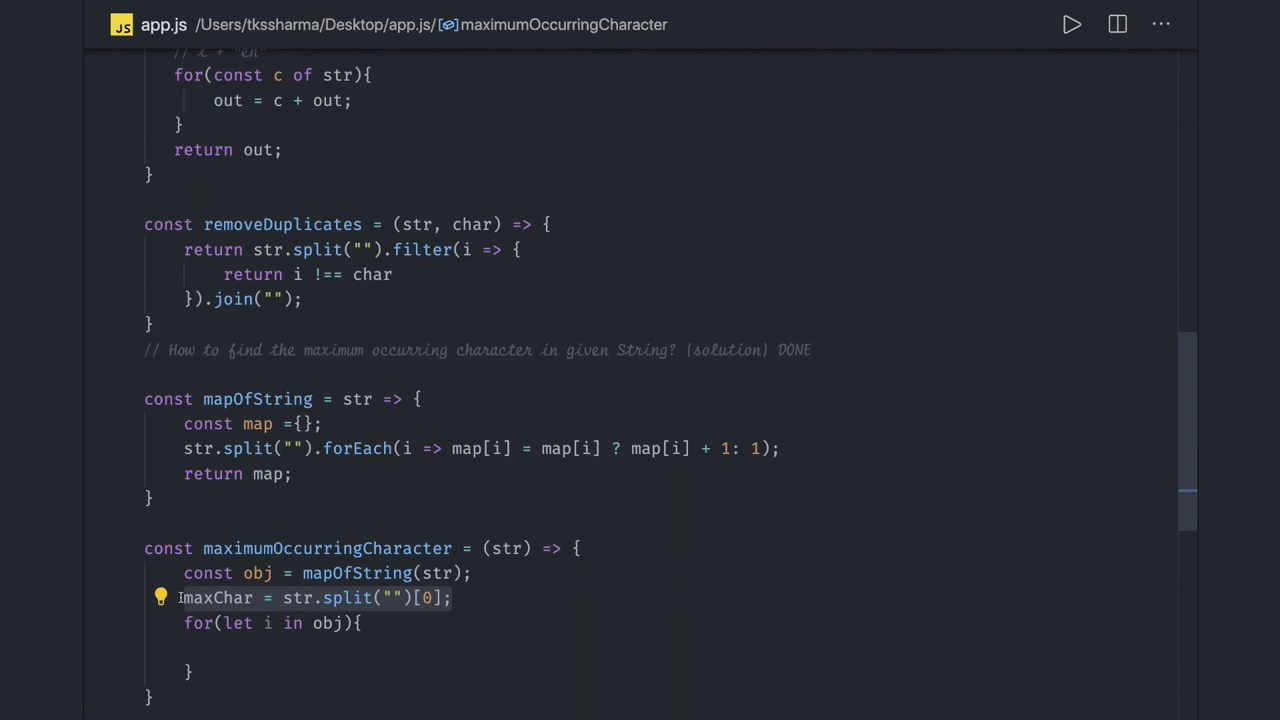 JS app.js /Users/tkssharma/Desktop/app.js/maximumOccurringCharacter
// l + "eh"
for(const c of str){
out = c + out;
}
return out;
}
const removeDuplicates = (str, char) => {
return str.split("").filter(i => {
return i !== char
}).join("");
}
// How to find the maximum occurring character in given String? (solution) DONE
const mapOfString = str => {
const map ={};
str.split("").forEach(i => map[i] = map[i] ? map[i] + 1: 1);
return map;
}
const maximumOccurringCharacter = (str) => {
const obj = mapOfString(str);
maxChar = str.split("")[0];
for(let i in obj){
}
}